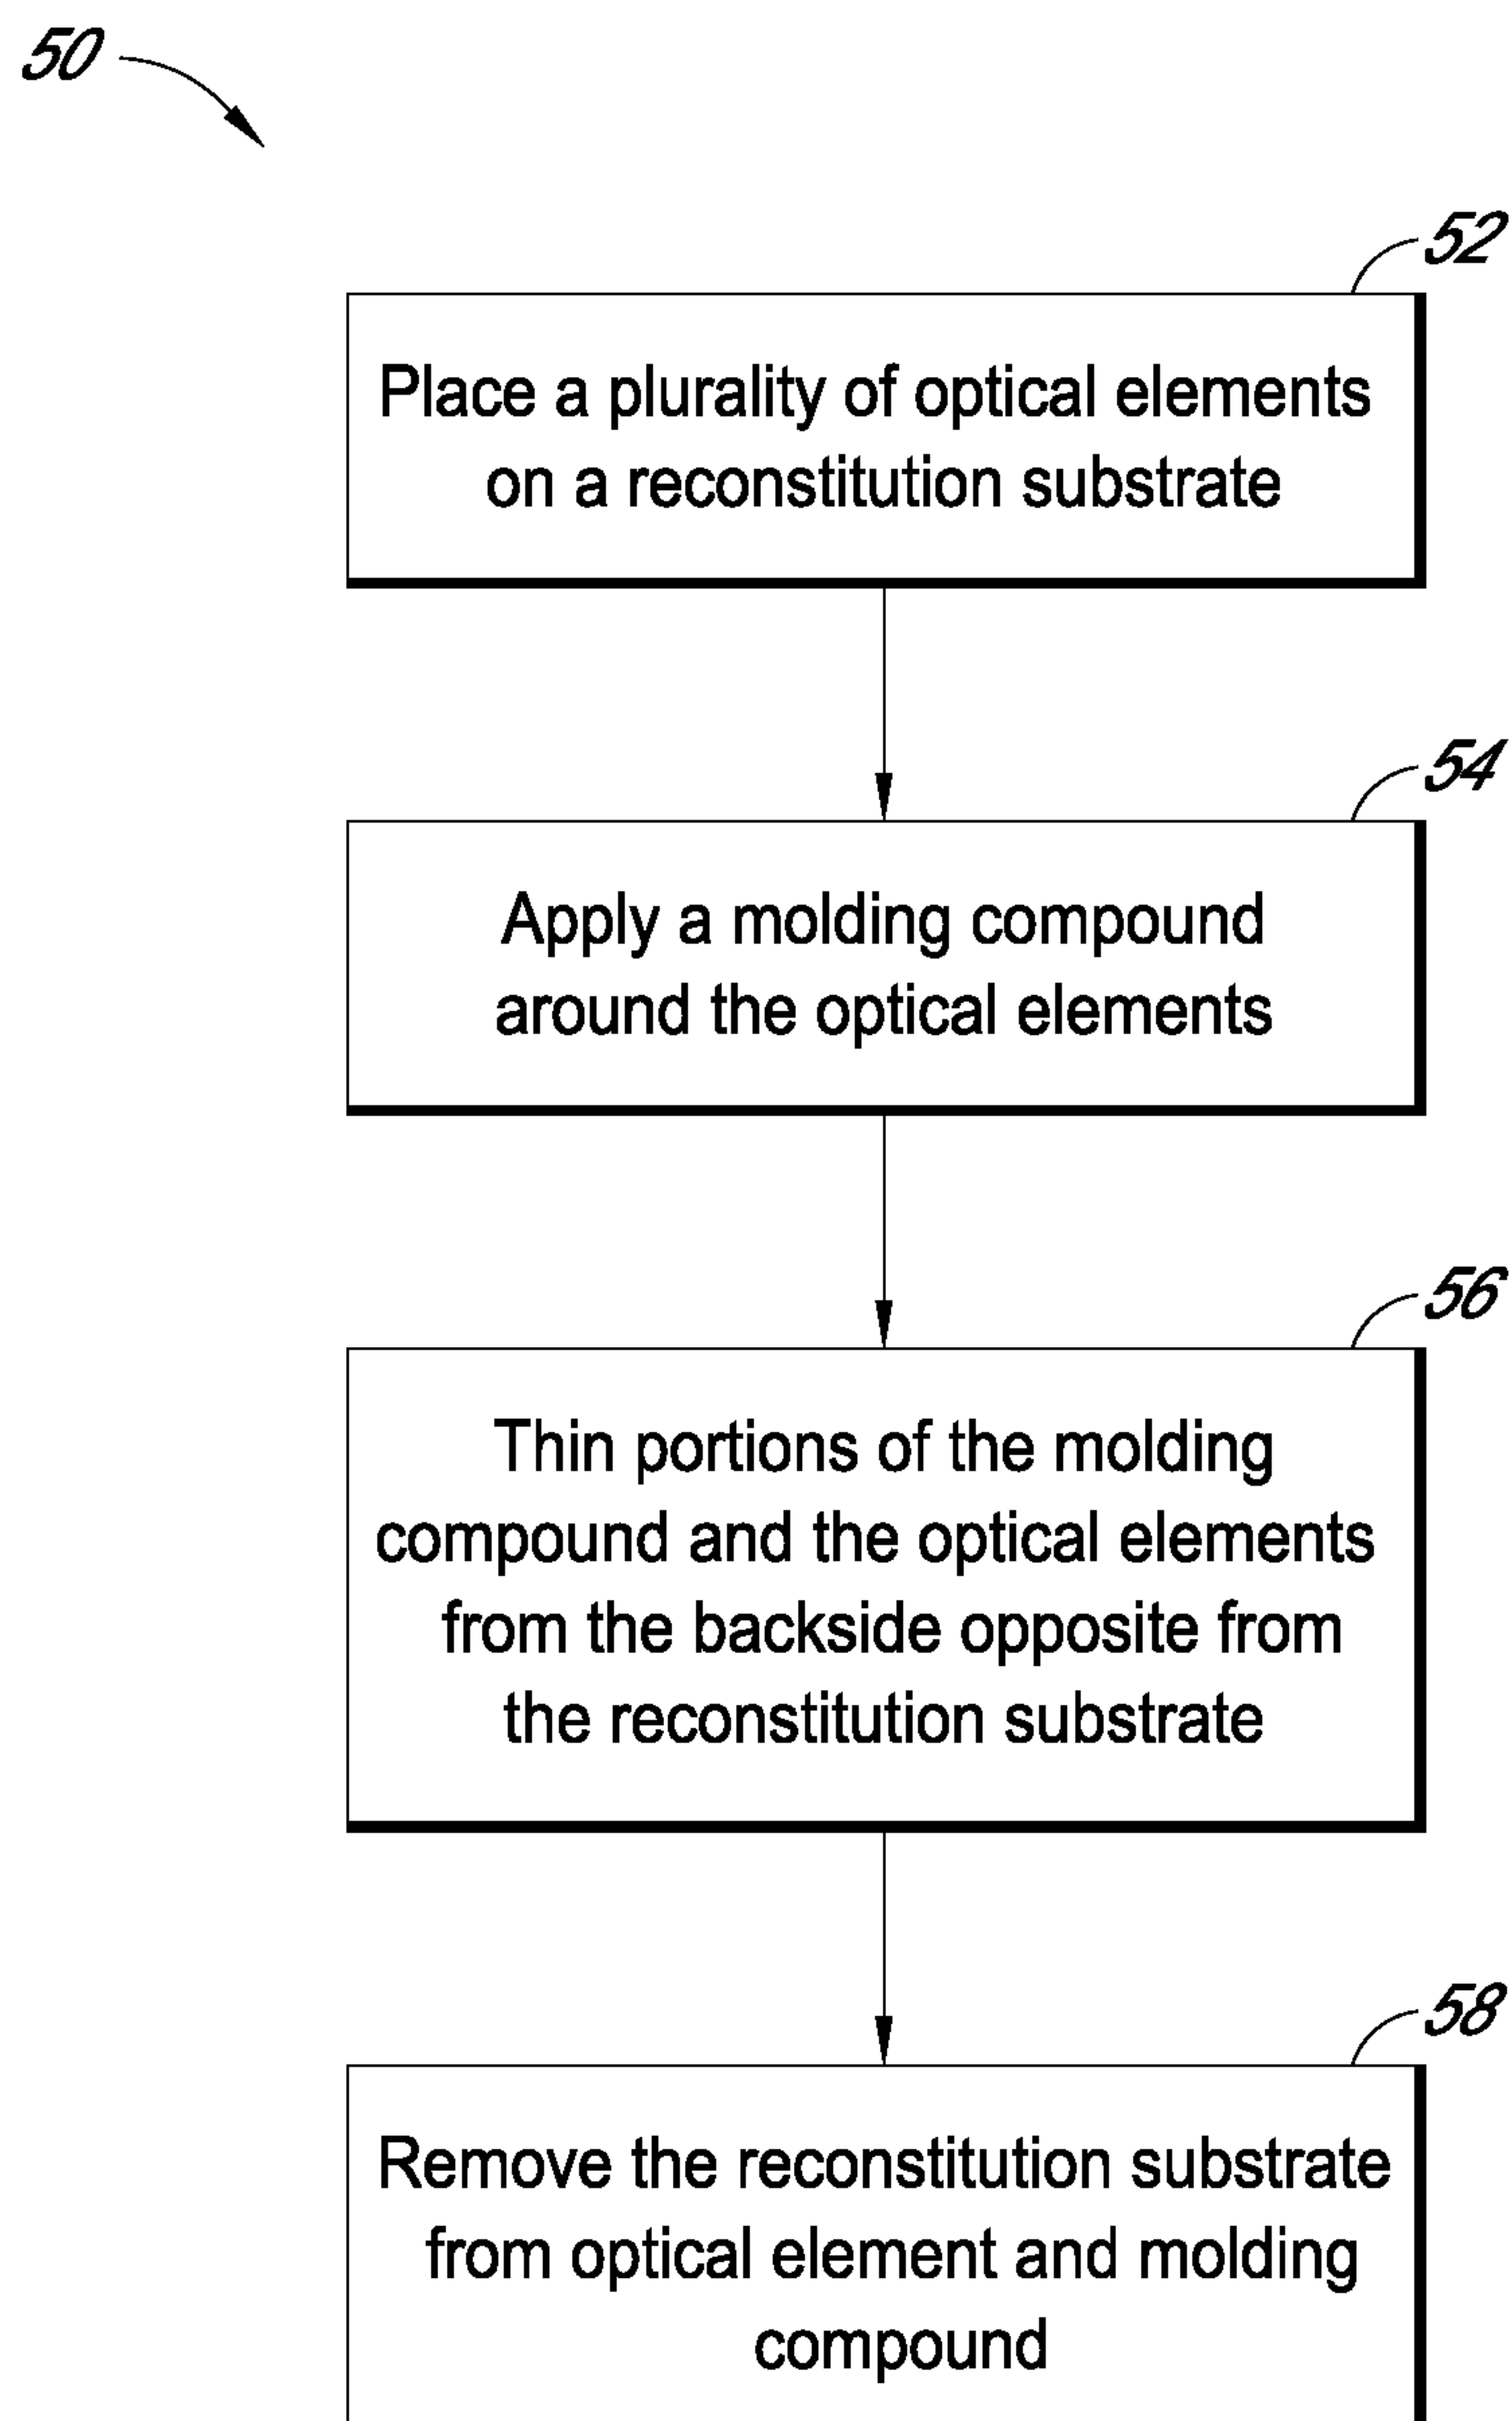 50
52
Place a plurality of optical elements
on a reconstitution substrate
54
Apply a molding compound
around the optical elements
56
Thin portions of the molding
compound and the optical elements
from the backside opposite from
the reconstitution substrate
58
Remove the reconstitution substrate
from optical element and molding
compound